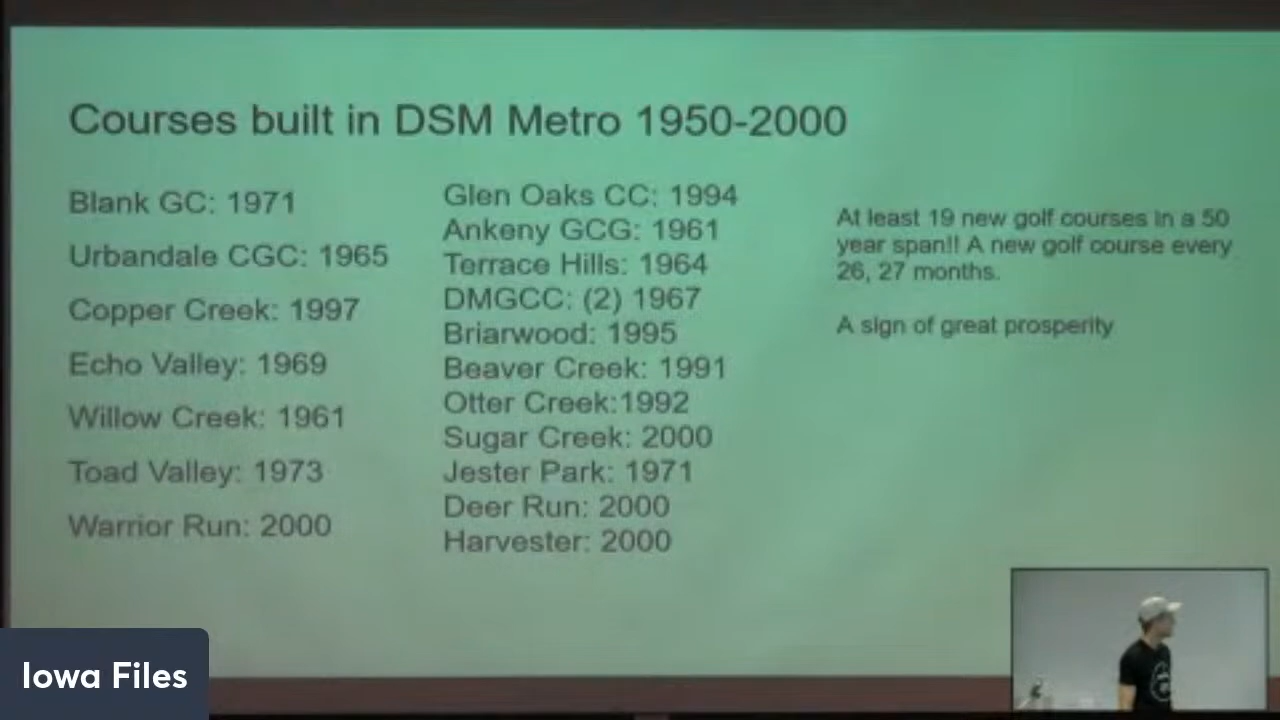 Courses built in DSM Metro 1950-2000
Blank GC: 1971
Urbandale CGC: 1965
Copper Creek: 1997
Echo Valley: 1969
Willow Creek: 1961
Toad Valley: 1973
Warrior Run: 2000
Glen Oaks CC: 1994
Ankeny GCG: 1961
Terrace Hills: 1964
DMGCC: (2) 1967
Briarwood: 1995
Beaver Creek: 1991
Otter Creek:1992
Sugar Creek: 2000
Jester Park: 1971
Deer Run: 2000
Harvester: 2000
At least 19 new golf courses in a 50
year span!! A new golf course every
26, 27 months.
A sign of great prosperity
Iowa Files